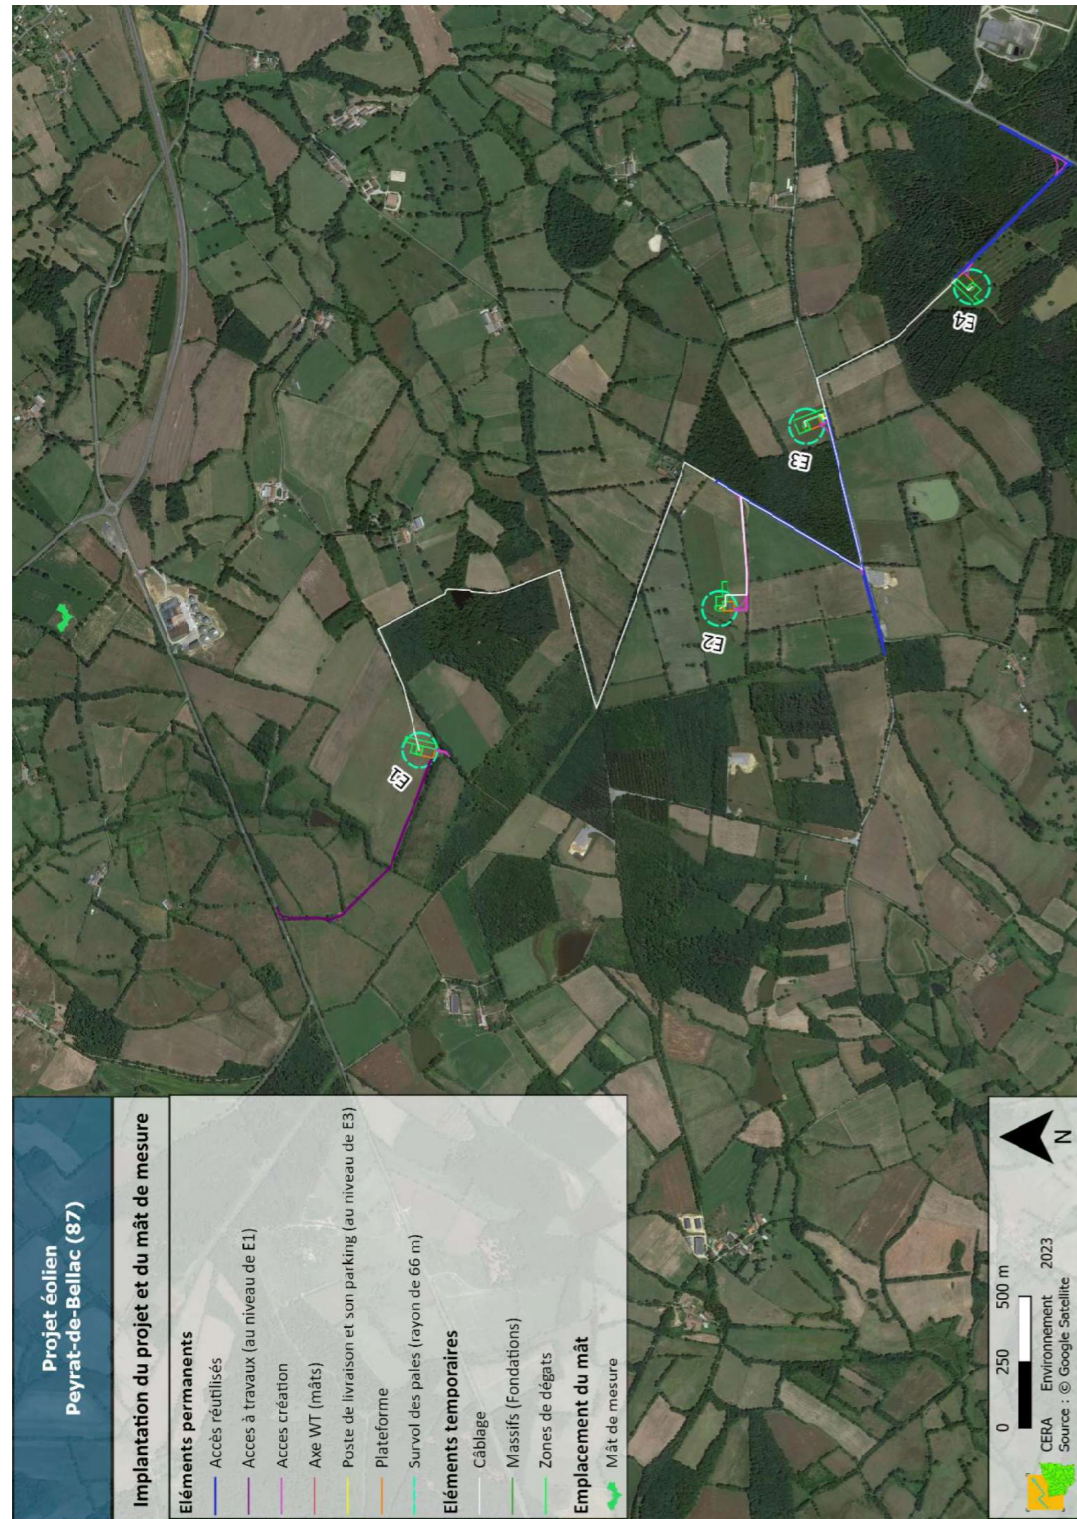 Projet éolien
Peyrat-de-Bellac (87)
Implantation du projet et du mât de mesure
Eléments permanents
Accès réutilisés
Acces à travaux (au niveau de E1)
Acces création
Axe WT (mâts)
Poste de livraison et son parking (au niveau de E3)
Plateforme
Survol des pales (rayon de 66 m)
Eléments temporaires
Câblage
Massifs (Fondations)
Zones de dégats
Emplacement du mât
Mât de mesure
0 250 500 m
N
CERA Environnement 2023
Source : © Google Satellite
E1
E2
E3
E4